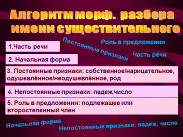 Алгоритм морф. разбора
имени существительного
1.Часть речи
Постоянные признаки
Роль в предложении
Часть речи
2. Начальная форма
3. Постоянные признаки: собственное/нарицательное,
одушевлённое/неодушевлённое, род
4. Непостоянные признаки: падеж,число
5. Роль в предложении: подлежащее или
второстепенный член
Начальная форма
Непостоянные признаки: падеж, число